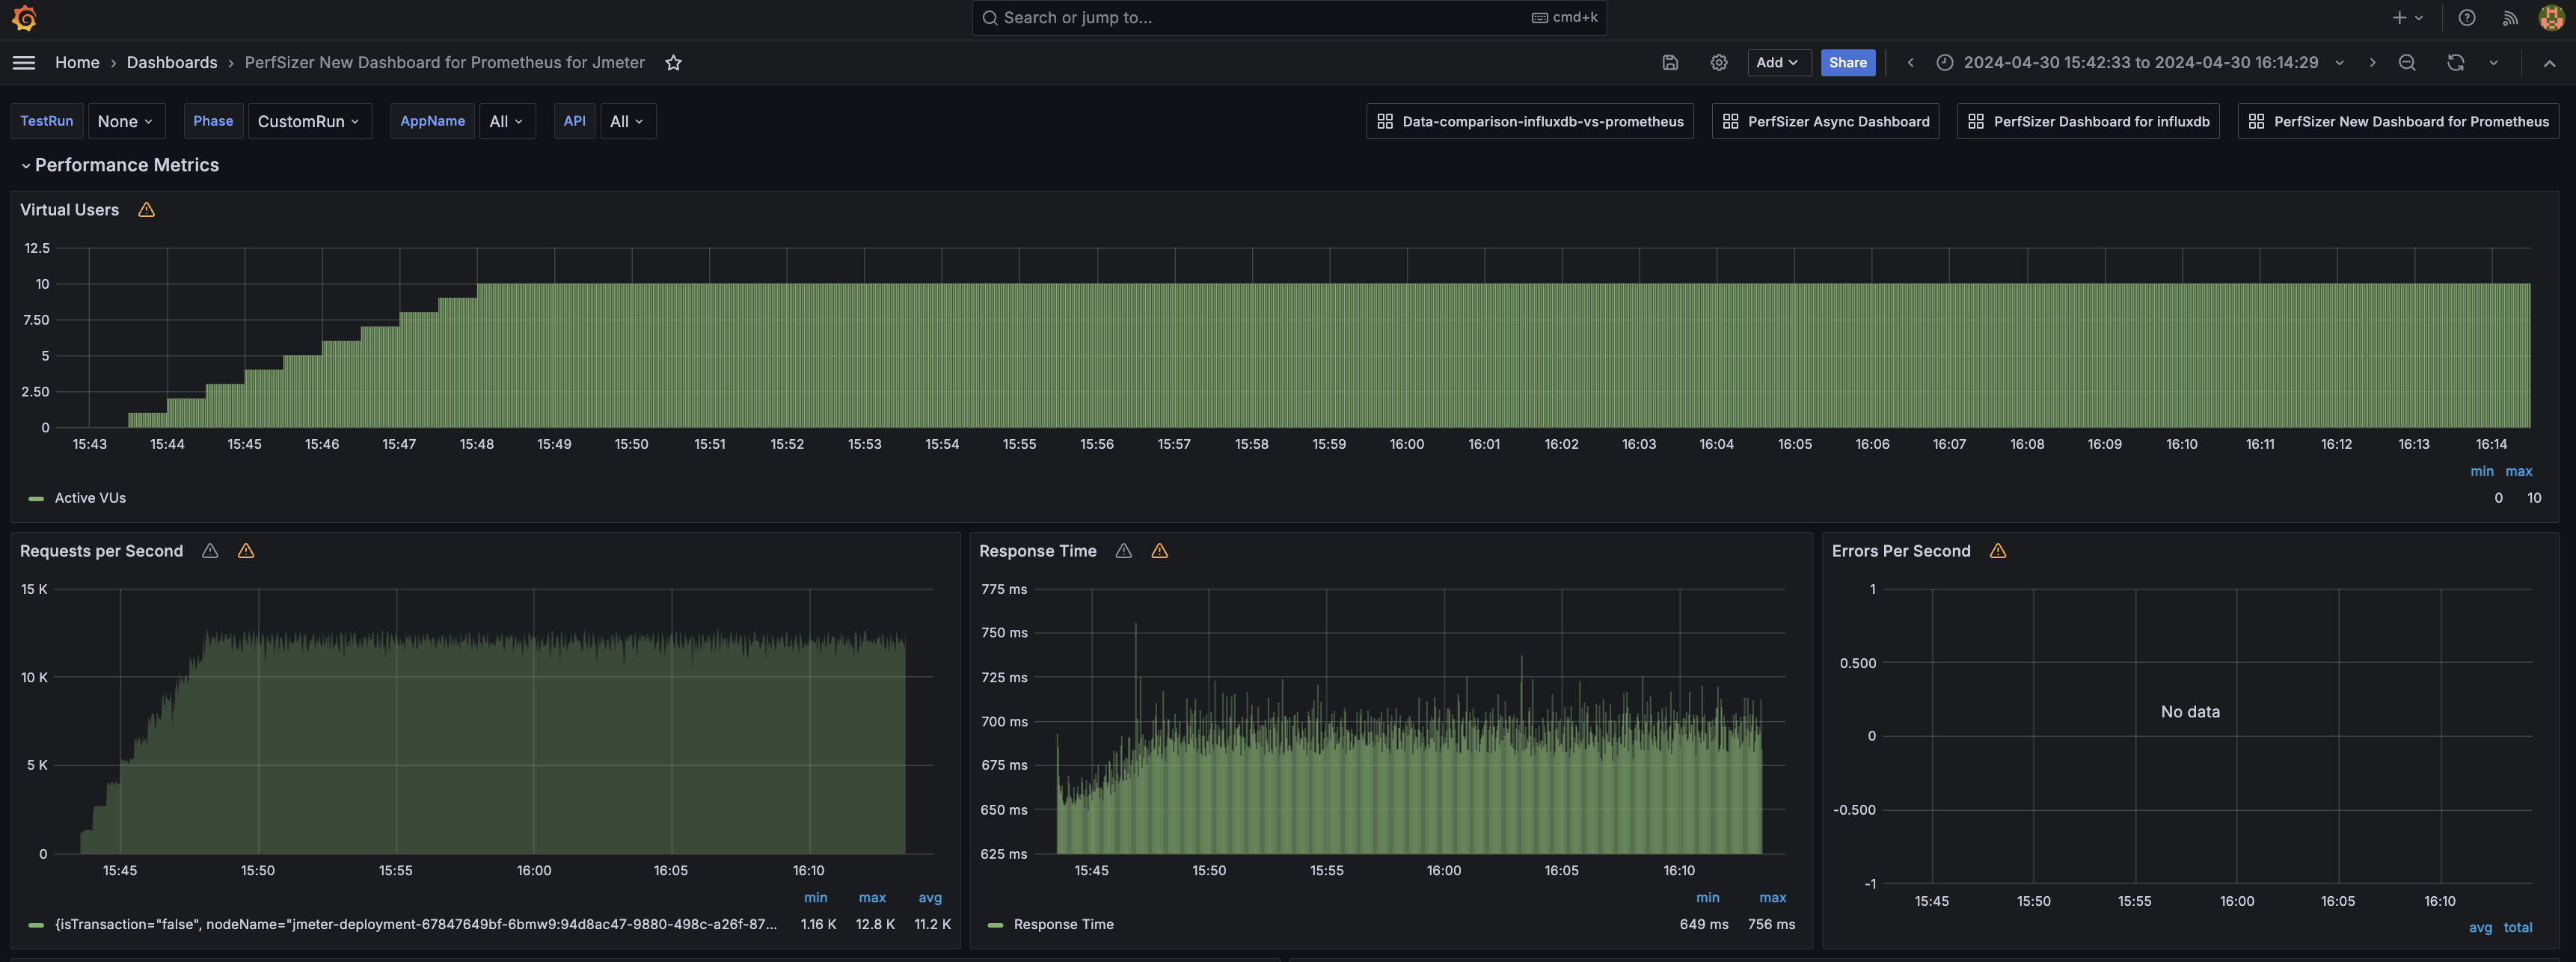 Search or jump to... cmd+k
Home › Dashboards › PerfSizer New Dashboard for Prometheus for Jmeter Add Share 2024-04-30 15:42:33 to 2024-04-30 16:14:29
TestRun None Phase CustomRun AppName All API All Data-comparison-influxdb-vs-prometheus PerfSizer Async Dashboard PerfSizer Dashboard for influxdb PerfSizer New Dashboard for Prometheus
Performance Metrics
Virtual Users
12.5
10
7.50
5
2.50
0
15:43 15:44 15:45 15:46 15:47 15:48 15:49 15:50 15:51 15:52 15:53 15:54 15:55 15:56 15:57 15:58 15:59 16:00 16:01 16:02 16:03 16:04 16:05 16:06 16:07 16:08 16:09 16:10 16:11 16:12 16:13 16:14
min max
Active VUs 0 10
Requests per Second
15 K
10 K
5 K
0
15:45 15:50 15:55 16:00 16:05 16:10
min max avg
{isTransaction="false", nodeName="jmeter-deployment-67847649bf-6bmw9:94d8ac47-9880-498c-a26f-87... 1.16 K 12.8 K 11.2 K
Response Time
775 ms
750 ms
725 ms
700 ms
675 ms
650 ms
625 ms
15:45 15:50 15:55 16:00 16:05 16:10
min max
Response Time 649 ms 756 ms
Errors Per Second
1
0.500
No data
0
-0.500
-1
15:45 15:50 15:55 16:00 16:05 16:10
avg total